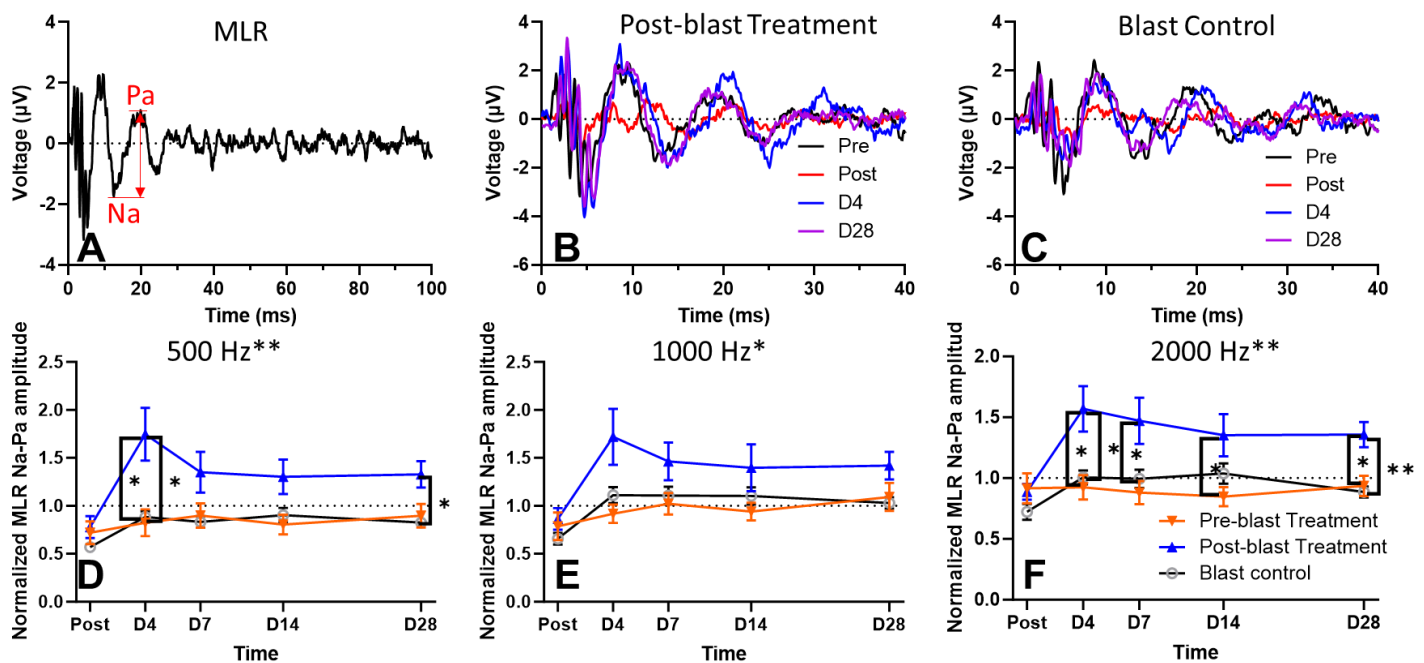 MLR
Voltage (µV)
4
2
0
-2
-4
Pa
Na
A
0 20 40 60 80 100
Time (ms)
Post-blast Treatment
Voltage (µV)
6
4
2
0
-2
-4
-6
Pre
Post
D4
D28
B
0 10 20 30 40
Time (ms)
Blast Control
Voltage (µV)
6
4
2
0
-2
-4
-6
Pre
Post
D4
D28
C
0 10 20 30 40
Time (ms)
500 Hz**
Normalized MLR Na-Pa amplitude
2.5
2.0
1.5
1.0
0.5
0.0
* *
*
D
Post D4 D7 D14 D28
Time
1000 Hz*
Normalized MLR Na-Pa amplitude
2.5
2.0
1.5
1.0
0.5
0.0
E
Post D4 D7 D14 D28
Time
2000 Hz**
Normalized MLR Na-Pa amplitud
2.0
1.5
1.0
0.5
0.0
* * * * * **
Pre-blast Treatment
Post-blast Treatment
Blast control
F
Post D4 D7 D14 D28
Time